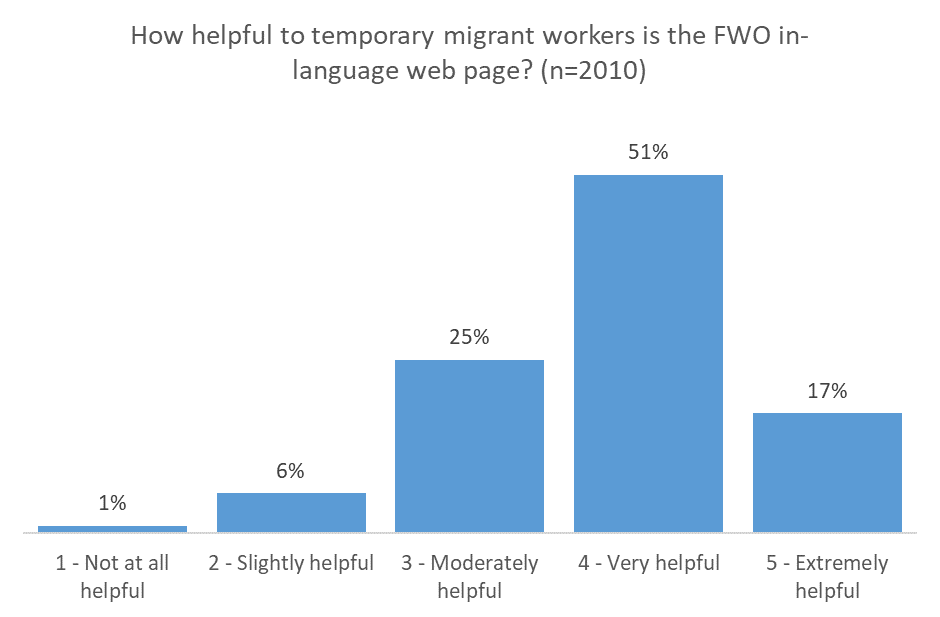 How helpful to temporary migrant workers is the FWO in-
language web page? (n=2010)
51%
25%
17%
6%
1%
1 - Not at all
helpful
2 - Slightly helpful
3 - Moderately
helpful
4 - Very helpful
5 - Extremely
helpful